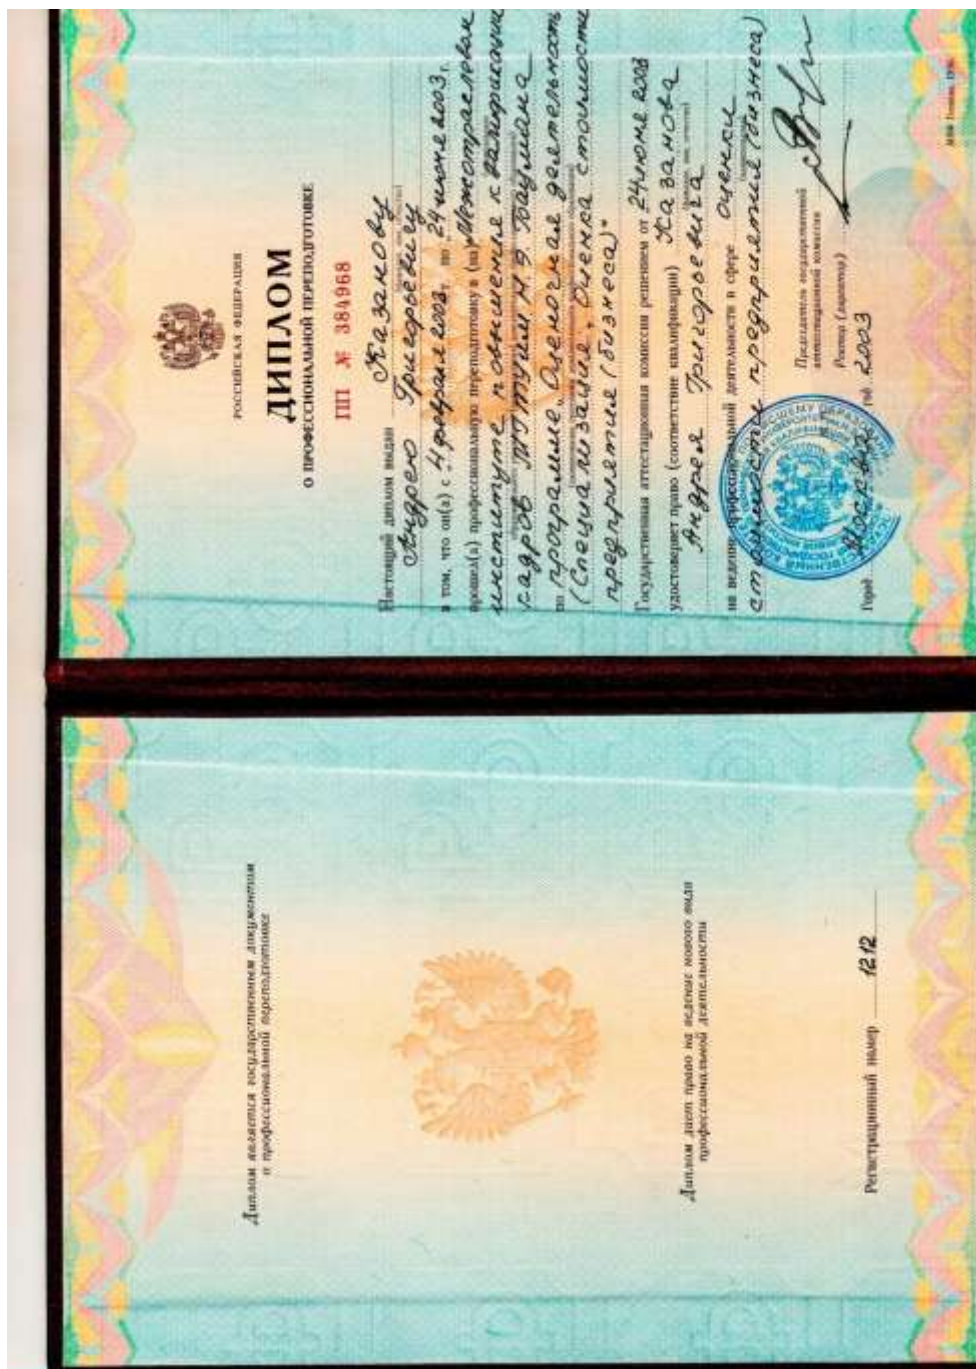 Диплом является государственным документом
о профессиональной переподготовке
Диплом дает право на ведение нового вида
профессиональной деятельности
Регистрационный номер 1212
РОССИЙСКАЯ ФЕДЕРАЦИЯ
ДИПЛОМ
О ПРОФЕССИОНАЛЬНОЙ ПЕРЕПОДГОТОВКЕ
ПП № 384968
Настоящий диплом выдан Казанову
Андрею Григорьевичу
в том, что он(а) с 4 февраля 2003 г. по 24 июня 2003 г.
прошел(а) профессиональную переподготовку в (на) Межотраслевом
институте повышения квалификации
кадров МГТУ им Н.Э. Баумана
по программе „Оценочная деятельность
(Специализация „Оценка стоимости
предприятия (бизнеса)"
Государственная аттестационная комиссия решением от 24 июня 2003
удостоверяет право (соответствие квалификации) Казанова
Андрея Григорьевича
на ведение профессиональной деятельности в сфере оценки
стоимости предприятия (бизнеса)
Председатель государственной
аттестационной комиссии
Ректор (директор)
Город Москва год 2003